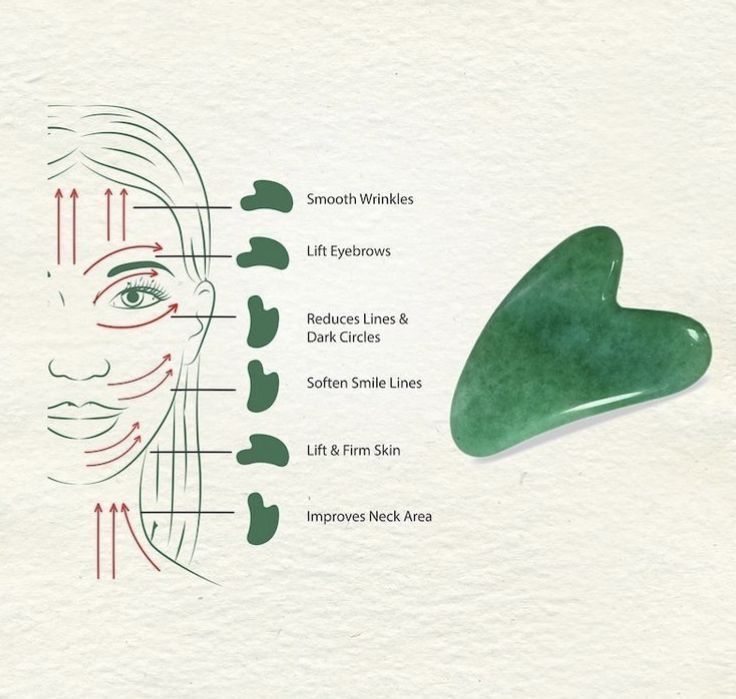 Smooth Wrinkles
Lift Eyebrows
Reduces Lines &
Dark Circles
Soften Smile Lines
Lift & Firm Skin
Improves Neck Area